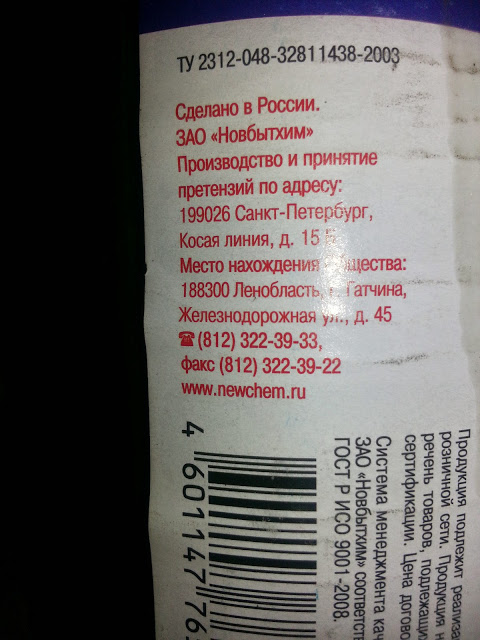 ТУ 2312-048-32811438-2003
Сделано в России.
ЗАО «Новбытхим»
Производство и принятие
претензий по адресу:
199026 Санкт-Петербург,
Косая линия, д. 15
Место нахождения
188300 Ленобласть, Гатчина,
Железнодорожная ул., д. 45
☎ (812) 322-39-33,
факс (812) 322-39-22
www.newchem.ru
4 601147 76
Продукция подлежит
розничной сети. Продукция
речень товаров,
сертификации. Цена
Система менеджмента
ЗАО «Новбытхим»
ГОСТ Р ИСО 9001-2008.